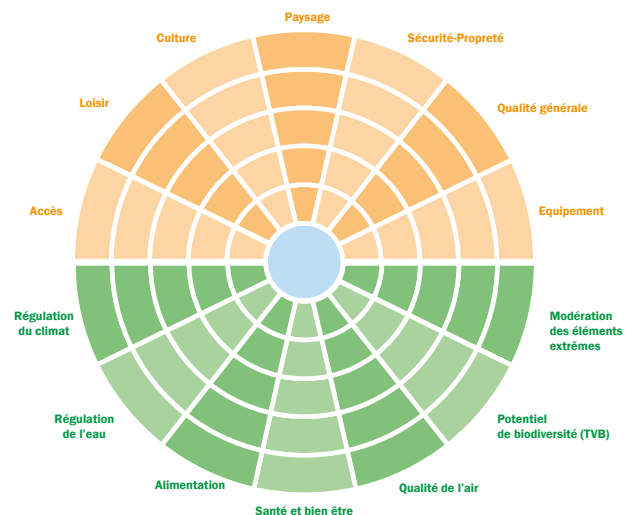 Paysage
Culture
Sécurité-Propreté
Loisir
Qualité générale
Accès
Equipement
Régulation
du climat
Modération
des éléments
extrêmes
Régulation
de l'eau
Potentiel
de biodiversité (TVB)
Alimentation
Qualité de l'air
Santé et bien être